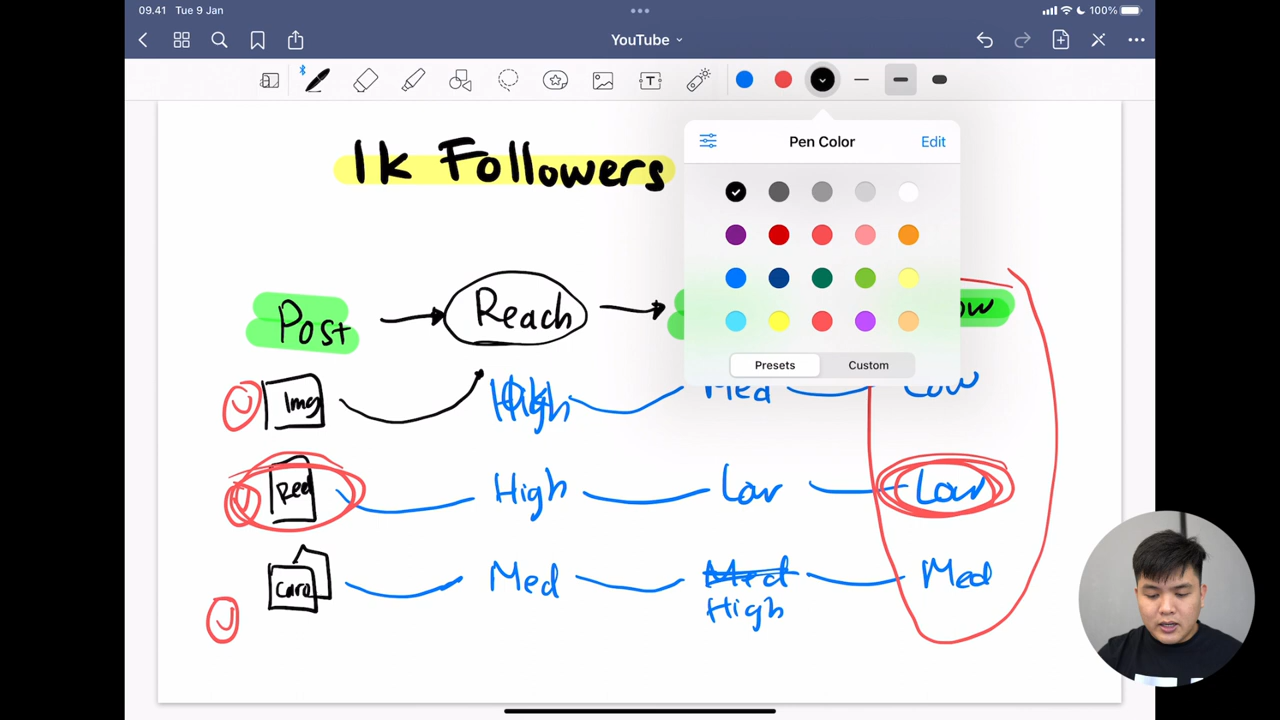 09.41 Tue 9 Jan
100%
YouTube
T
Pen Color
Edit
Presets
Custom
1k Followers
Post
Reach
ow
Img
High
Med
Low
Reel
High
Low
Low
Caro
Med
Med
High
Med